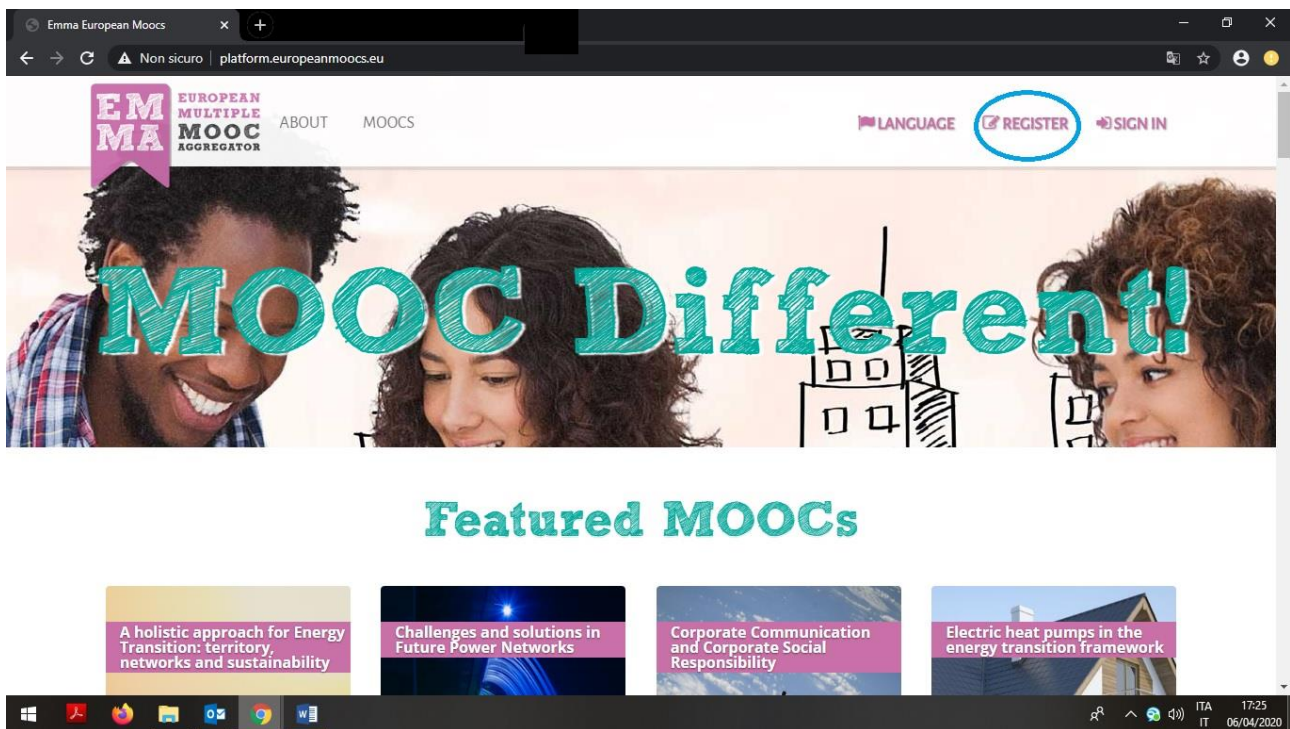 Emma European Moocs
Non sicuro | platform.europeanmoocs.eu
EM
MA
EUROPEAN
MULTIPLE
MOOC
AGGREGATOR
ABOUT
MOOCS
LANGUAGE
REGISTER
SIGN IN
MOOC Different!
Featured MOOCs
A holistic approach for Energy
Transition: territory,
networks and sustainability
Challenges and solutions in
Future Power Networks
Corporate Communication
and Corporate Social
Responsibility
Electric heat pumps in the
energy transition framework
ITA
IT
17:25
06/04/2020